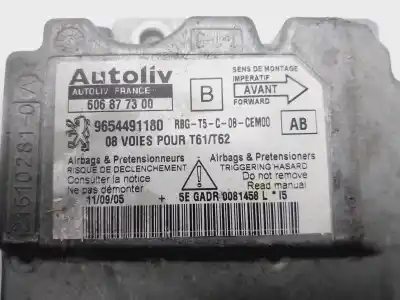 Autoliv
AUTOLIV FRANCE
606 87 73 00
B
SENS DE MONTAGE
IMPERATIF
AVANT
FORWARD
9654491180 RBG-T5-C-08-CEM00
AB
08 VOIES POUR T61/T62
Airbags & Pretensionneurs
RISQUE DE DECLENCHEMENT
Consulter la notice
Ne pas démonter
Airbags & Pretensioners
TRIGGERING HAZARD
Do not remove
Read manual
11/09/05 + 5E GADR 0081458 L * I5